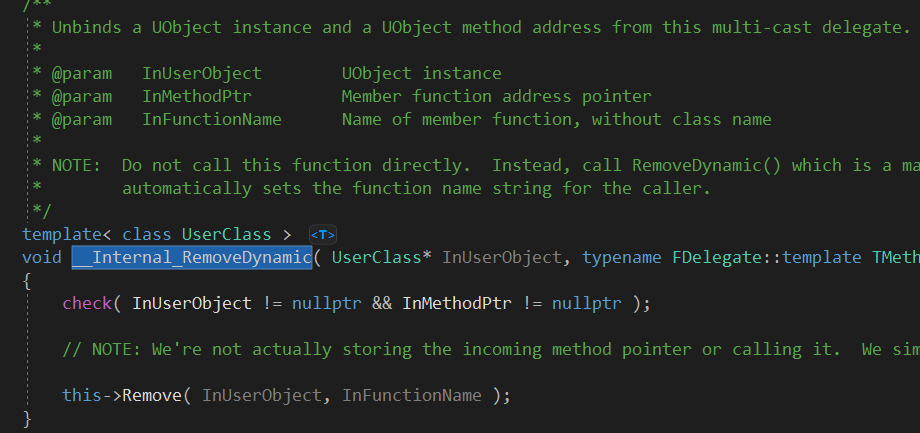 /**
* Unbinds a UObject instance and a UObject method address from this multi-cast delegate.
*
* @param InUserObject UObject instance
* @param InMethodPtr Member function address pointer
* @param InFunctionName Name of member function, without class name
*
* NOTE: Do not call this function directly. Instead, call RemoveDynamic() which is a
* automatically sets the function name string for the caller.
*/
template< class UserClass > <T>
void __Internal_RemoveDynamic( UserClass* InUserObject, typename FDelegate::template
{
check( InUserObject != nullptr && InMethodPtr != nullptr );
// NOTE: We're not actually storing the incoming method pointer or calling it. We
this->Remove( InUserObject, InFunctionName );
}